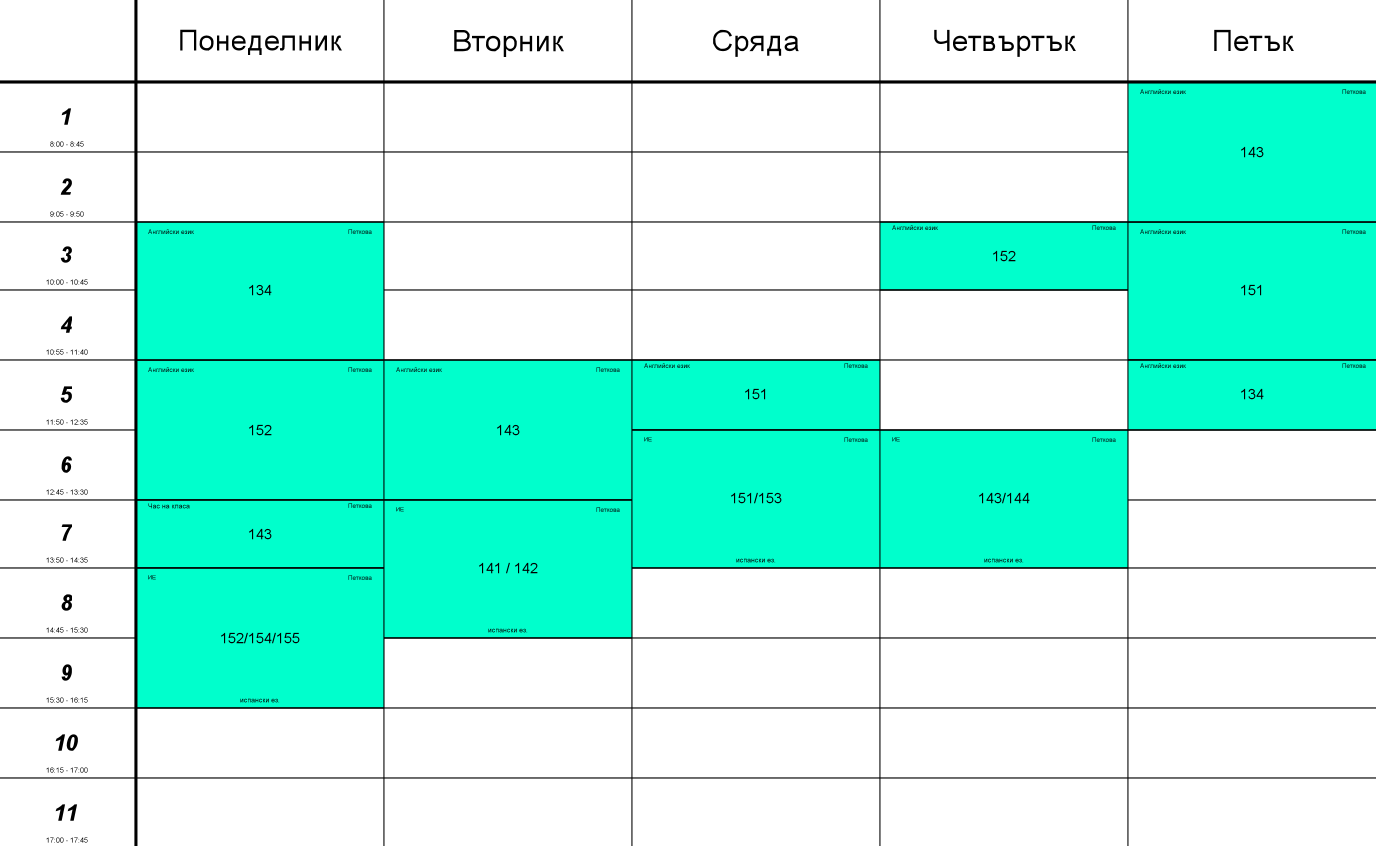 Понеделник Вторник Сряда Четвъртък Петък
1
8:00 - 8:45
Английски език Петкова
143
2
9:05 - 9:50
3
10:00 - 10:45
Английски език Петкова
134
Английски език Петкова
152
Английски език Петкова
151
4
10:55 - 11:40
5
11:50 - 12:35
Английски език Петкова
152
Английски език Петкова
143
Английски език Петкова
151
Английски език Петкова
134
6
12:45 - 13:30
ИЕ Петкова
151/153
испански ез.
ИЕ Петкова
143/144
испански ез.
7
13:50 - 14:35
Час на класа Петкова
143
ИЕ Петкова
141 / 142
испански ез.
8
14:45 - 15:30
ИЕ Петкова
152/154/155
испански ез.
9
15:30 - 16:15
10
16:15 - 17:00
11
17:00 - 17:45